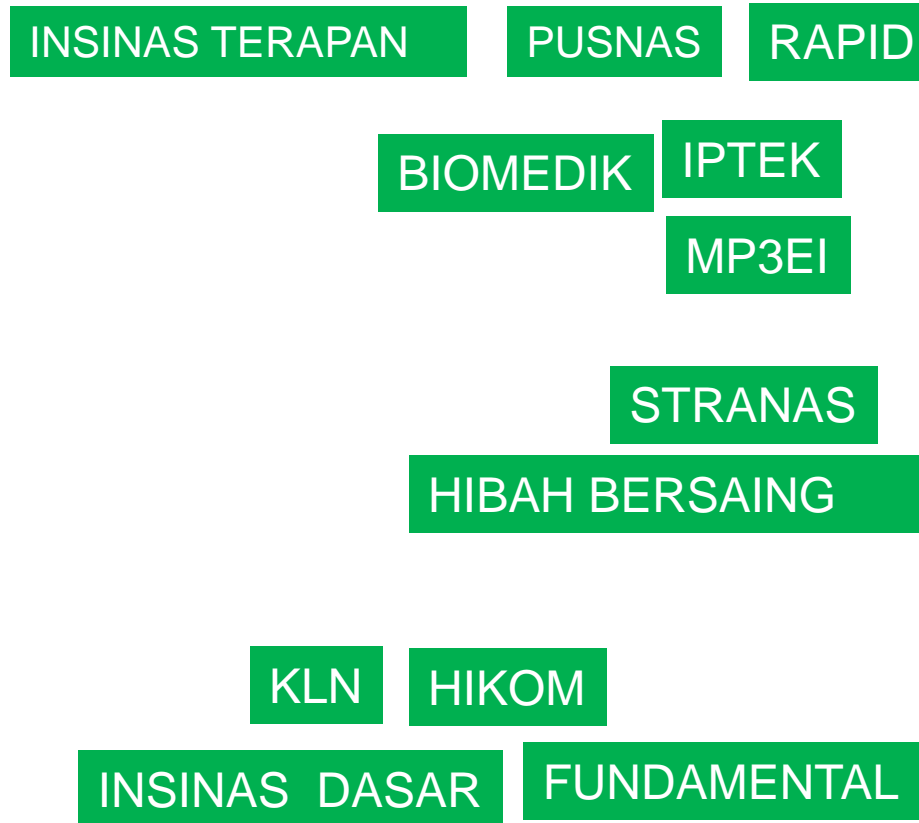 INSINAS TERAPAN
PUSNAS
RAPID
BIOMEDIK
IPTEK
MP3EI
STRANAS
HIBAH BERSAING
KLN
HIKOM
INSINAS DASAR
FUNDAMENTAL